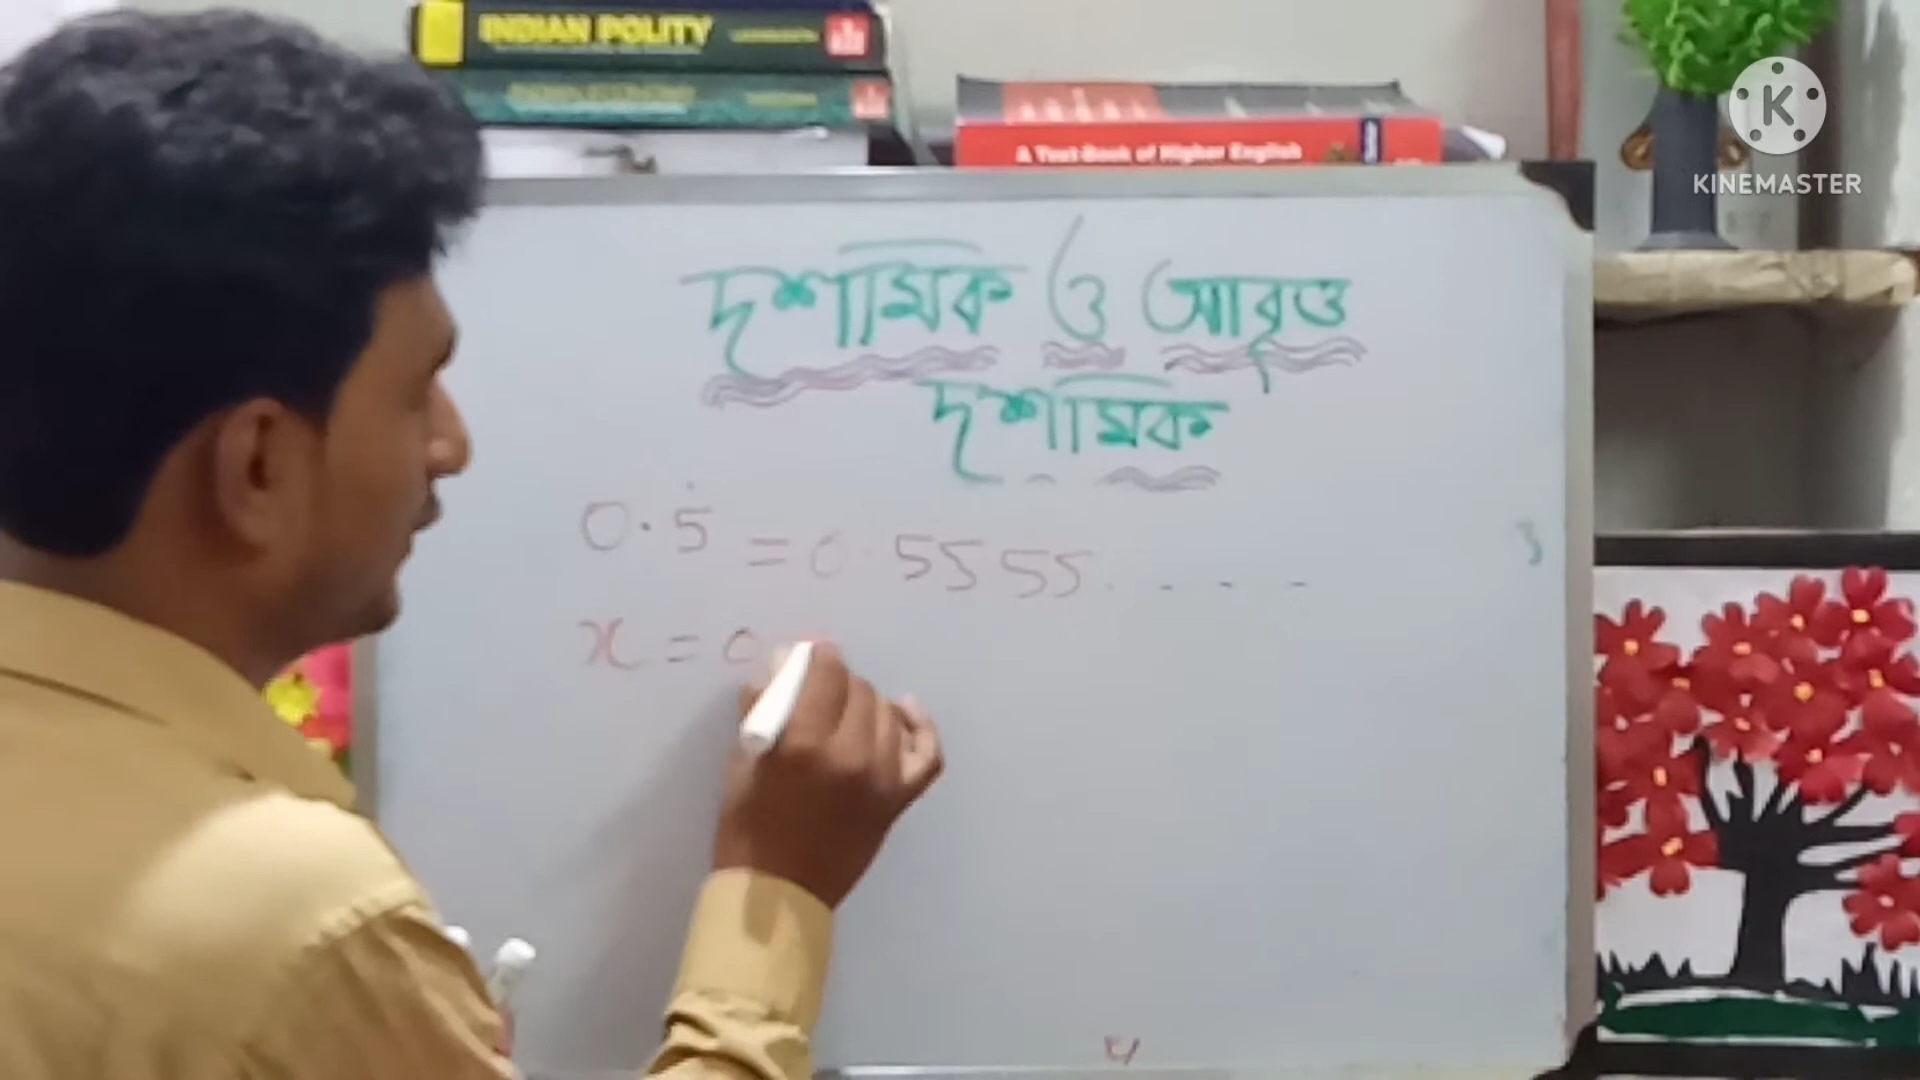 INDIAN POLITY
A Text-Book of Higher English
K
KINEMASTER
দশমিক ও আবৃত্ত
দশমিক
0.5̇ = 0.5555....
x = 0